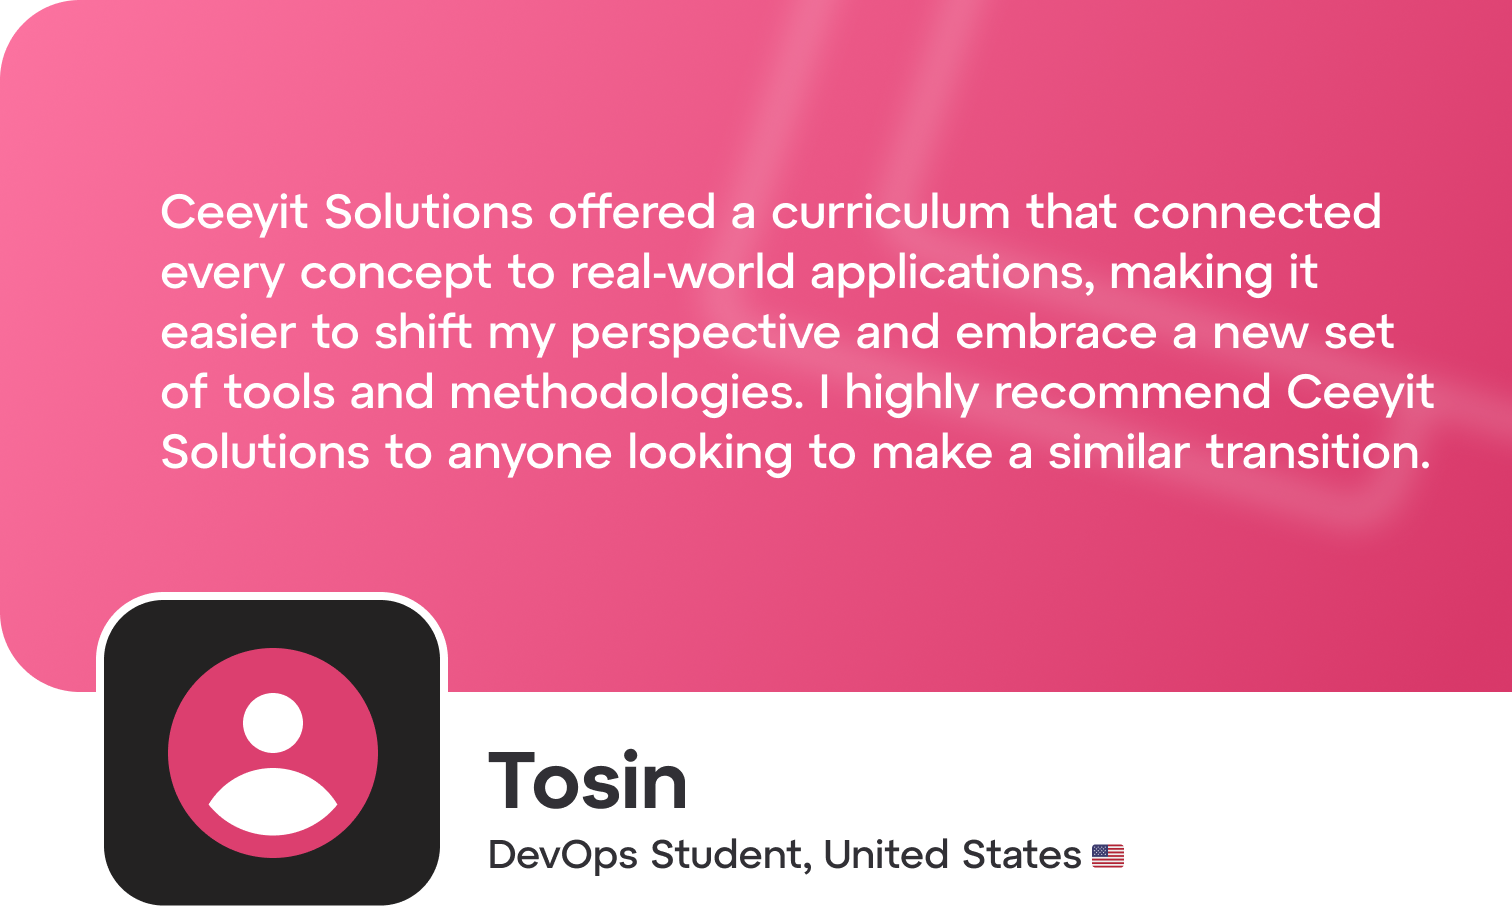 Ceeyit Solutions offered a curriculum that connected
every concept to real-world applications, making it
easier to shift my perspective and embrace a new set
of tools and methodologies. I highly recommend Ceeyit
Solutions to anyone looking to make a similar transition.
Tosin
DevOps Student, United States 🇺🇸